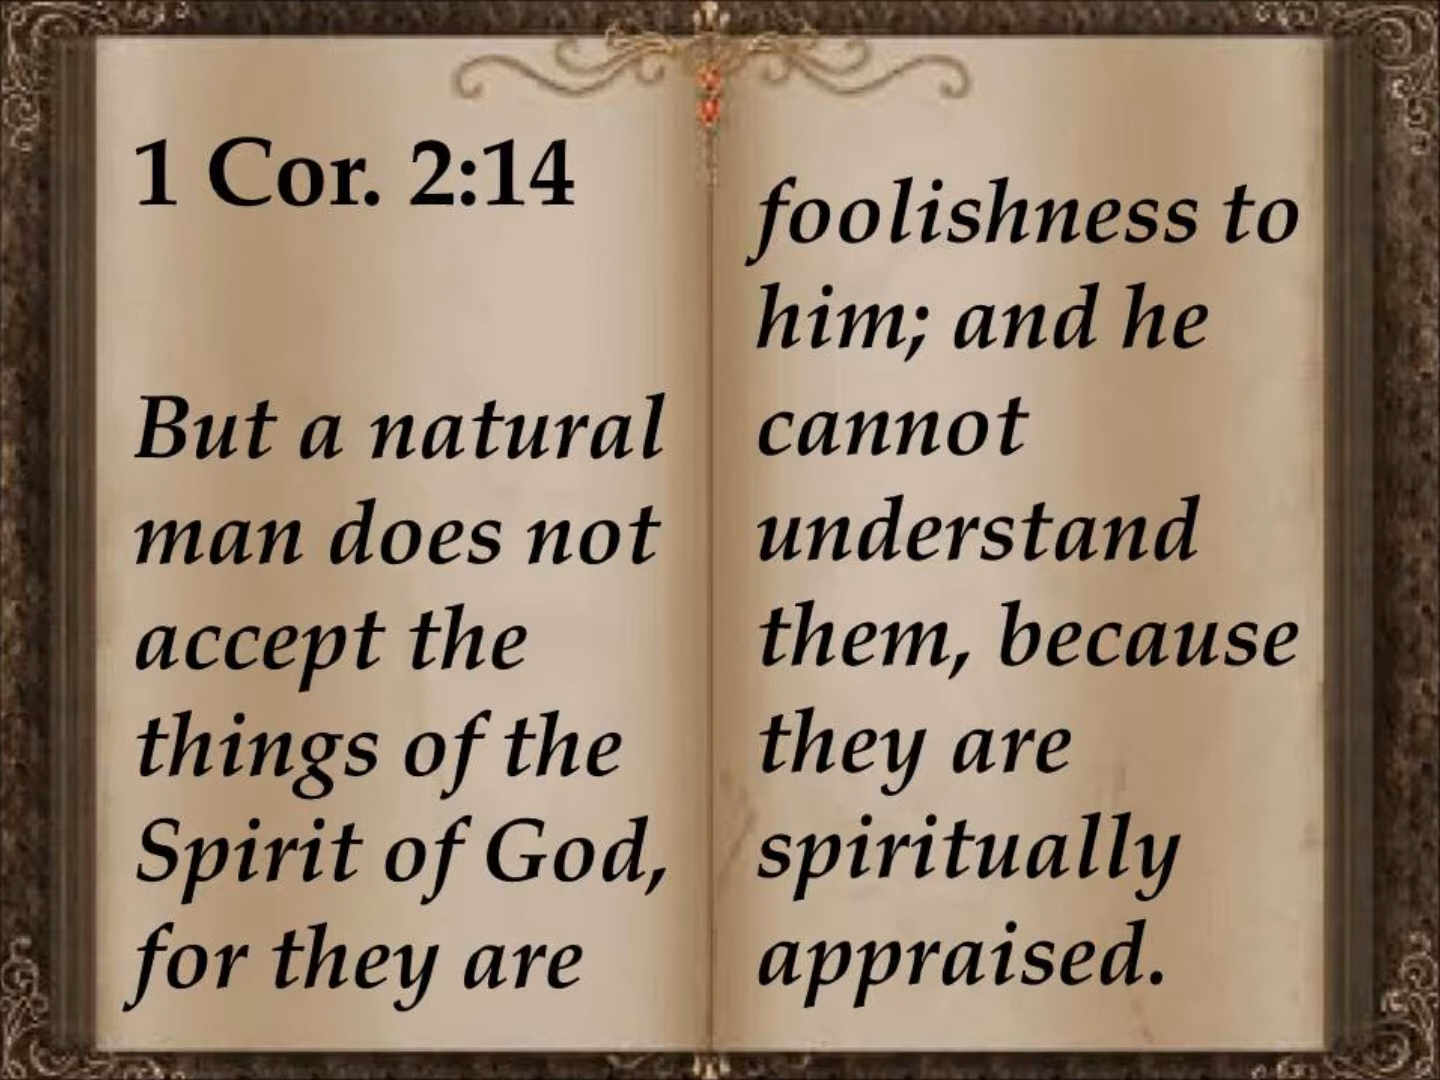 1 Cor. 2:14
But a natural
man does not
accept the
things of the
Spirit of God,
for they are
foolishness to
him; and he
cannot
understand
them, because
they are
spiritually
appraised.